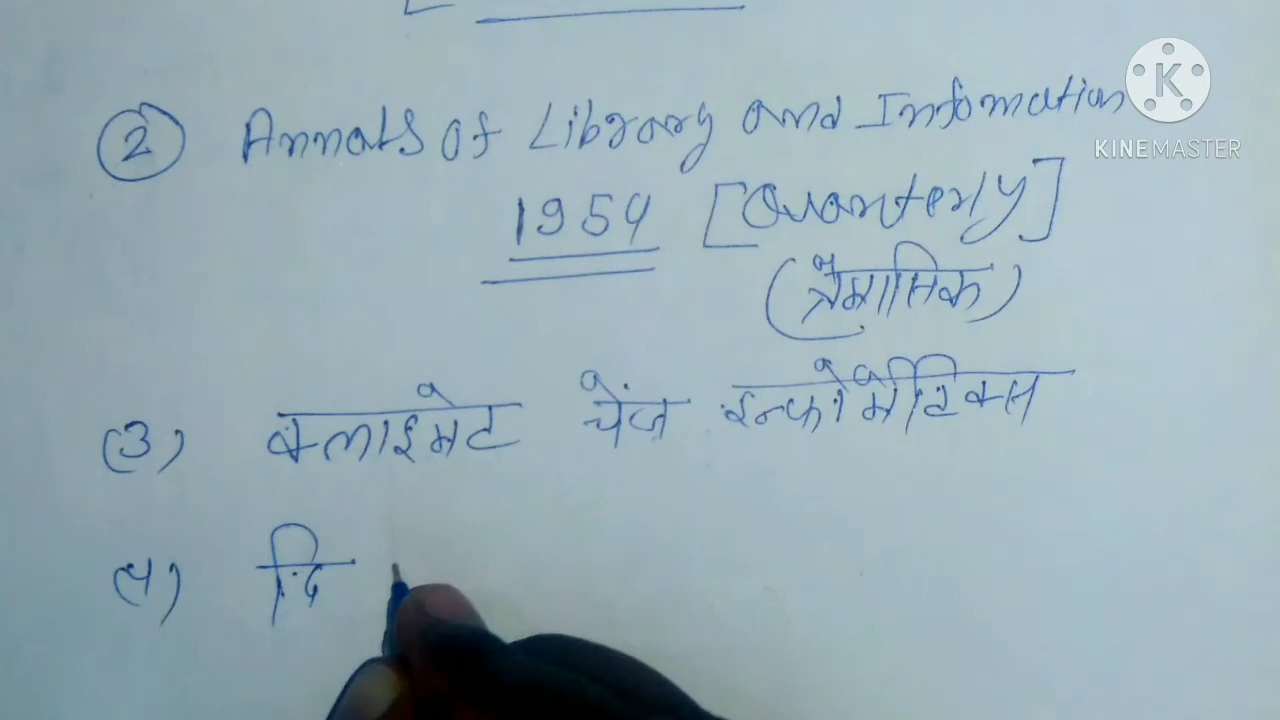 ② Annals of Library and Information
1954 [Quarterly]
(त्रैमासिक)
(3) क्लाइमेट चेंज इन्फोर्मेटिक्स
(4) दि
K
KINEMASTER